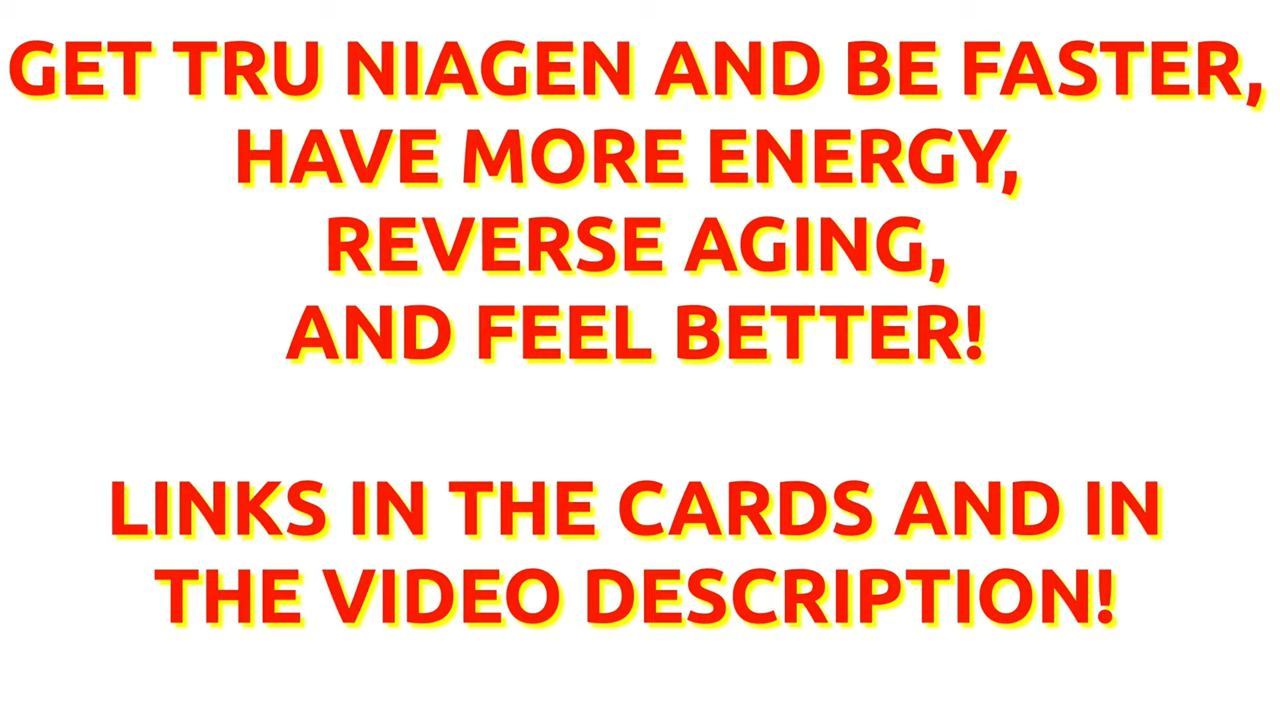 GET TRU NIAGEN AND BE FASTER,
HAVE MORE ENERGY,
REVERSE AGING,
AND FEEL BETTER!
LINKS IN THE CARDS AND IN
THE VIDEO DESCRIPTION!